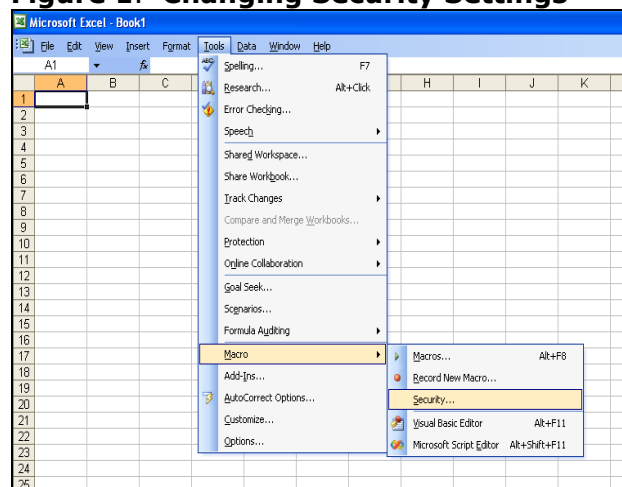 Figure 1: Changing Security Settings
Microsoft Excel - Book1
File Edit View Insert Format Tools Data Window Help
A1 fx
A B C H I J K
Spelling... F7
Research... Alt+Click
Error Checking...
Speech
Shared Workspace...
Share Workbook...
Track Changes
Compare and Merge Workbooks...
Protection
Online Collaboration
Goal Seek...
Scenarios...
Formula Auditing
Macro
Add-Ins...
AutoCorrect Options...
Customize...
Options...
Macros... Alt+F8
Record New Macro...
Security...
Visual Basic Editor Alt+F11
Microsoft Script Editor Alt+Shift+F11
1
2
3
4
5
6
7
8
9
10
11
12
13
14
15
16
17
18
19
20
21
22
23
24
25